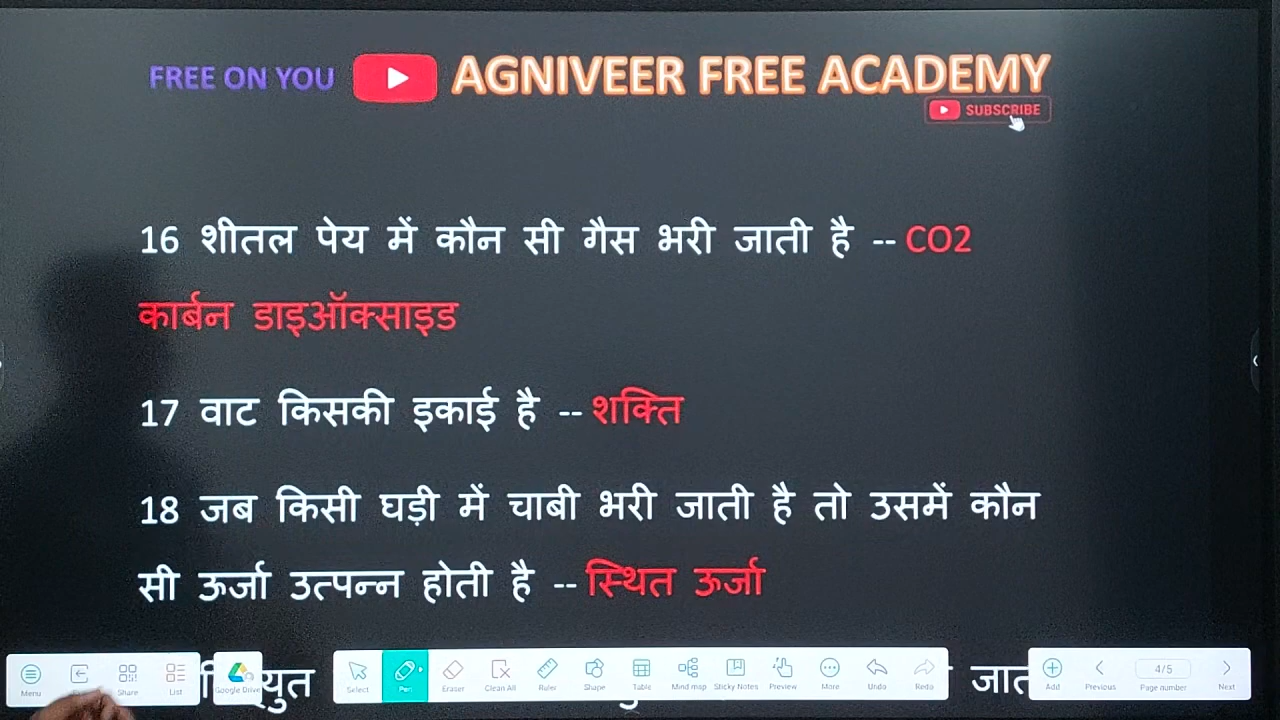 FREE ON YOU AGNIVEER FREE ACADEMY
SUBSCRIBE
16 शीतल पेय में कौन सी गैस भरी जाती है -- CO2
कार्बन डाइऑक्साइड
17 वाट किसकी इकाई है -- शक्ति
18 जब किसी घड़ी में चाबी भरी जाती है तो उसमें कौन
सी ऊर्जा उत्पन्न होती है -- स्थित ऊर्जा
Menu Share List Google Drive Select Pen Eraser Clean All Ruler Shape Table Mind map Sticky Notes Preview More Undo Redo Add Previous 4/5 Page number Next